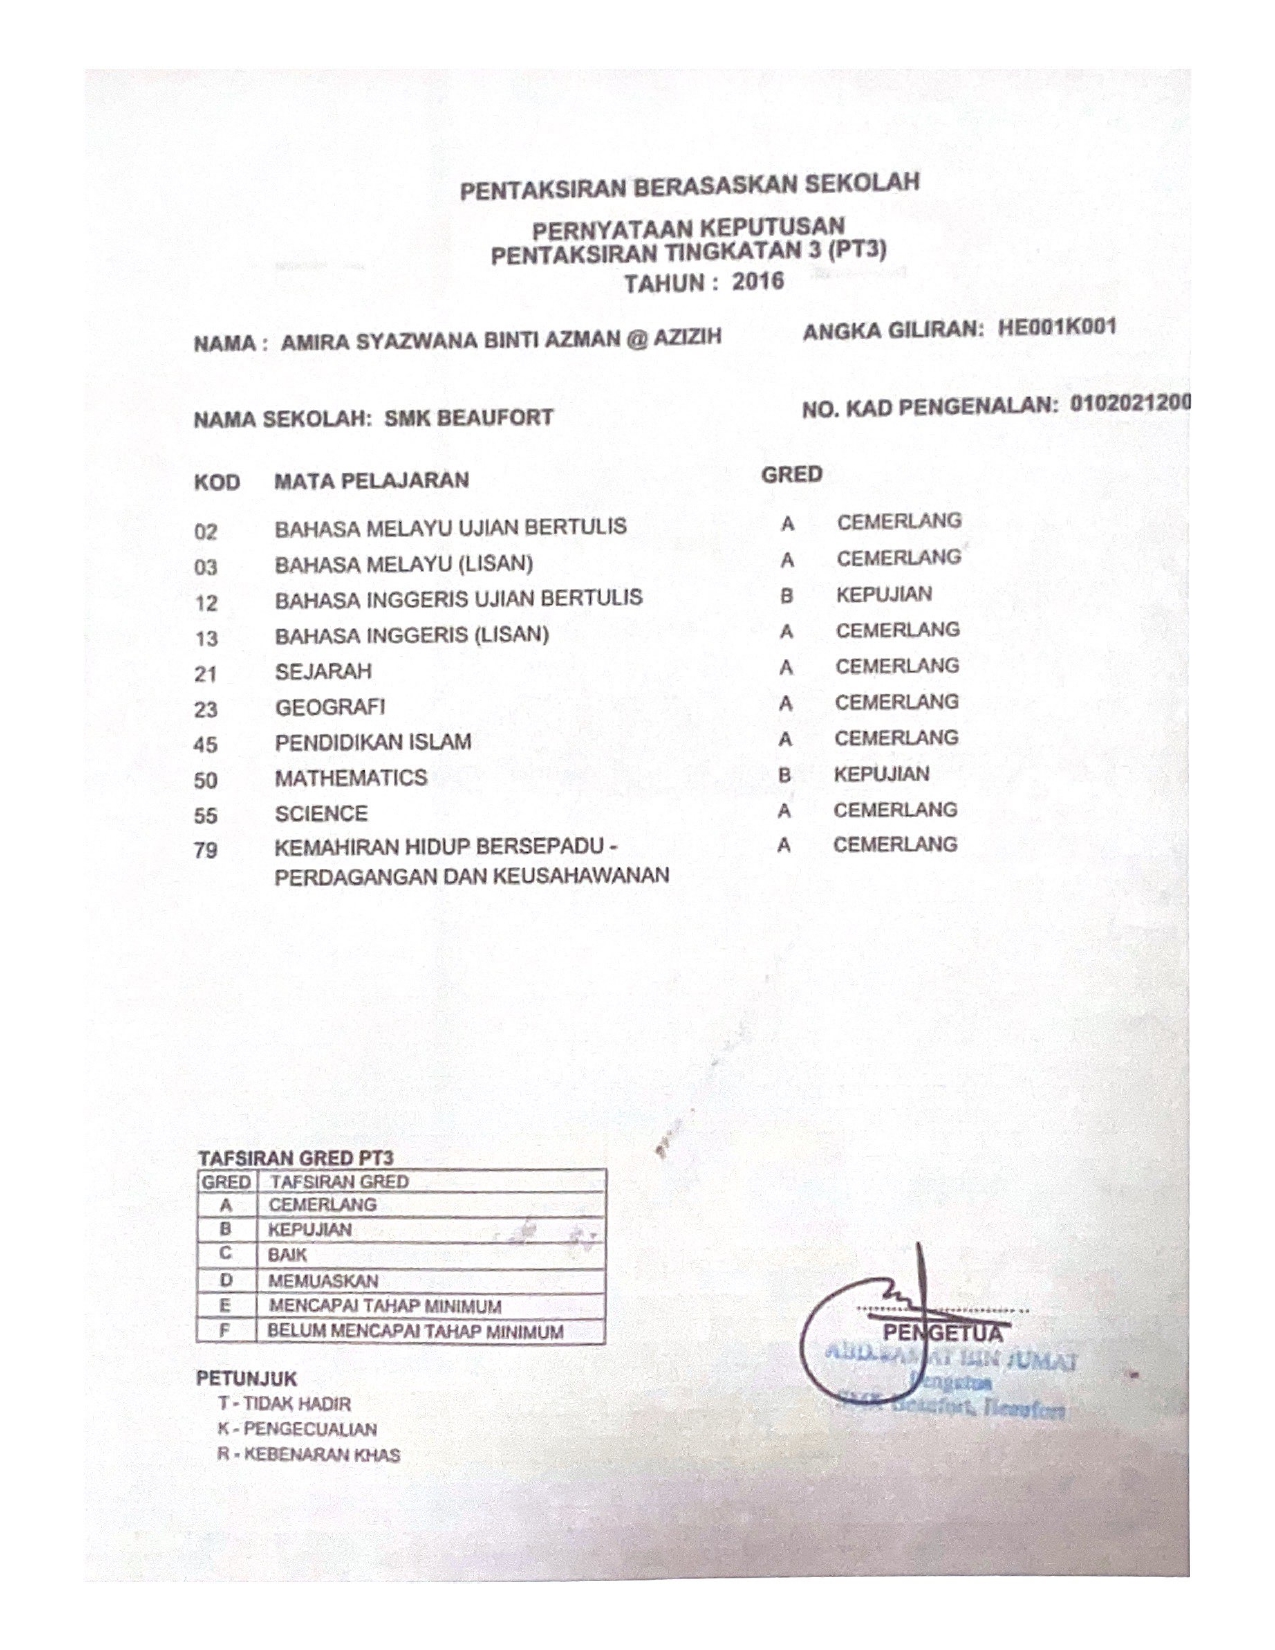 PENTAKSIRAN BERASASKAN SEKOLAH
PERNYATAAN KEPUTUSAN
PENTAKSIRAN TINGKATAN 3 (PT3)
TAHUN : 2016
NAMA : AMIRA SYAZWANA BINTI AZMAN @ AZIZIH ANGKA GILIRAN: HE001K001
NAMA SEKOLAH: SMK BEAUFORT NO. KAD PENGENALAN: 0102021200
KOD MATA PELAJARAN GRED
02 BAHASA MELAYU UJIAN BERTULIS A CEMERLANG
03 BAHASA MELAYU (LISAN) A CEMERLANG
12 BAHASA INGGERIS UJIAN BERTULIS B KEPUJIAN
13 BAHASA INGGERIS (LISAN) A CEMERLANG
21 SEJARAH A CEMERLANG
23 GEOGRAFI A CEMERLANG
45 PENDIDIKAN ISLAM A CEMERLANG
50 MATHEMATICS B KEPUJIAN
55 SCIENCE A CEMERLANG
79 KEMAHIRAN HIDUP BERSEPADU - A CEMERLANG
PERDAGANGAN DAN KEUSAHAWANAN
TAFSIRAN GRED PT3
GRED TAFSIRAN GRED
A CEMERLANG
B KEPUJIAN
C BAIK
D MEMUASKAN
E MENCAPAI TAHAP MINIMUM
F BELUM MENCAPAI TAHAP MINIMUM
PETUNJUK
T - TIDAK HADIR
K - PENGECUALIAN
R - KEBENARAN KHAS
PENGETUA
BIN JUMAT
Pengetua
SMK Beaufort, Beaufort